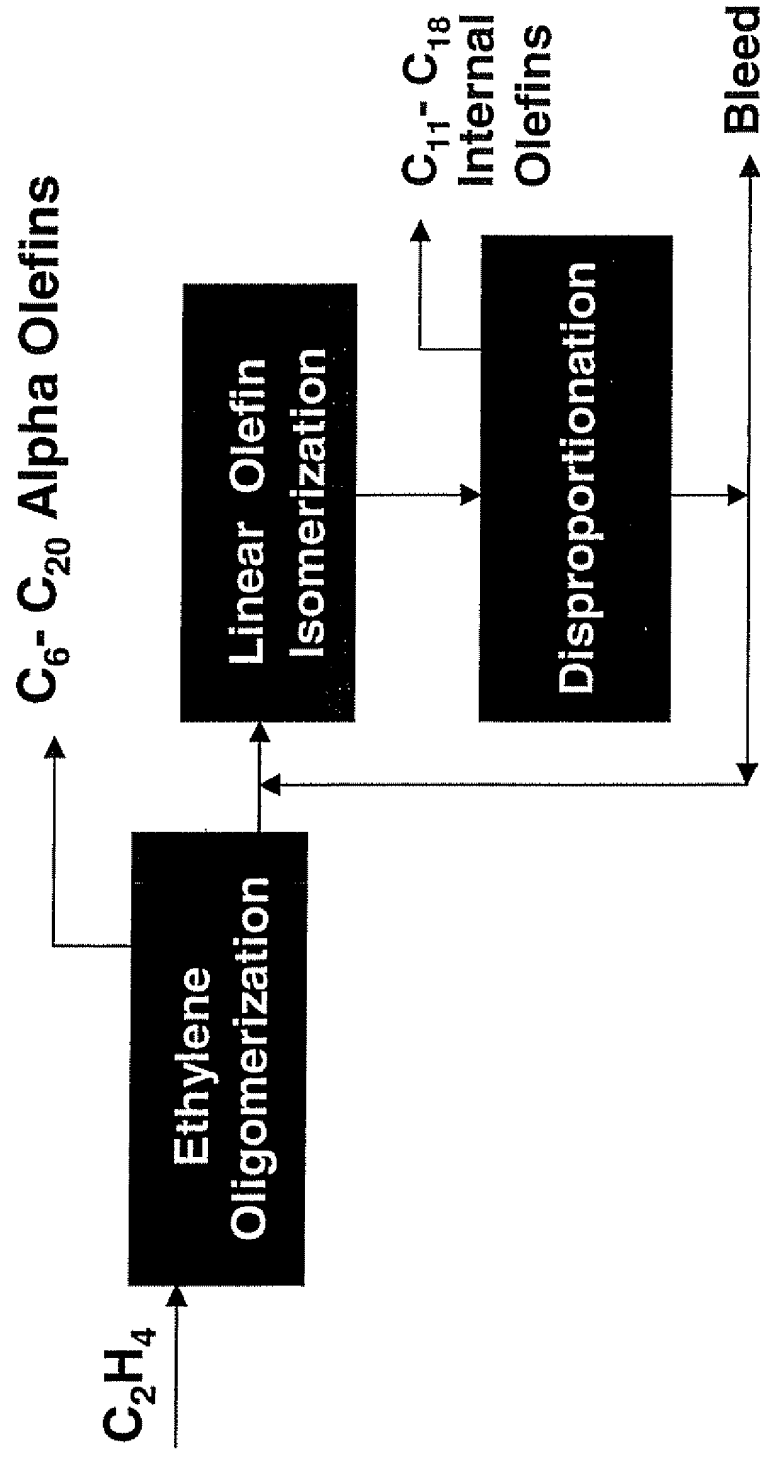 C₆- C₂₀ Alpha Olefins
C₂H₄
Ethylene
Oligomerization
Linear Olefin
Isomerization
C₁₁- C₁₈
Internal
Olefins
Disproportionation
Bleed